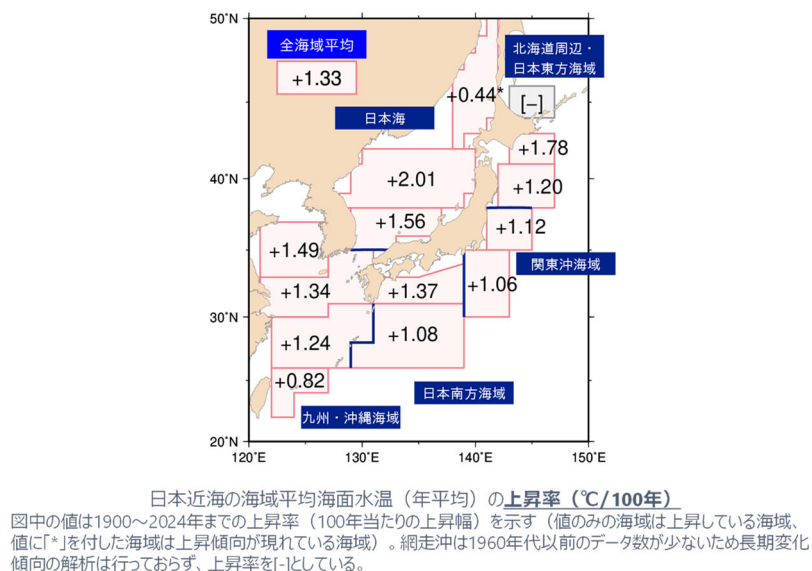 50°N
全海域平均
+1.33
北海道周辺・
日本東方海域
+0.44*
[–]
日本海
+1.78
40°N
+2.01
+1.20
+1.56
+1.12
+1.49
関東沖海域
+1.34
+1.37
+1.06
30°N
+1.24
+1.08
+0.82
日本南方海域
九州・沖縄海域
20°N
120°E
130°E
140°E
150°E
日本近海の海域平均海面水温（年平均）の上昇率（℃/100年）
図中の値は1900～2024年までの上昇率（100年当たりの上昇幅）を示す（値のみの海域は上昇している海域、
値に「*」を付した海域は上昇傾向が現れている海域）。網走沖は1960年代以前のデータ数が少ないため長期変化
傾向の解析は行っておらず、上昇率を[-]としている。